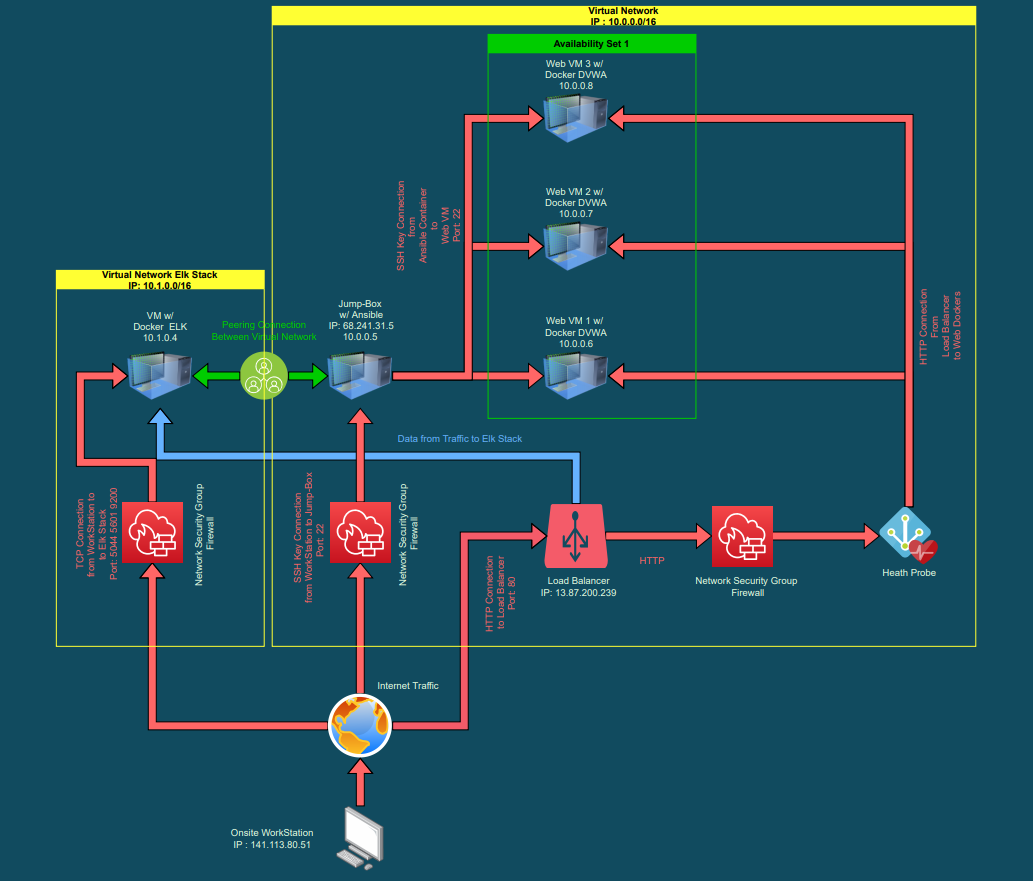 Virtual Network
IP : 10.0.0.0/16
Availability Set 1
Web VM 3 w/
Docker DVWA
10.0.0.8
SSH Key Connection
from
Ansible Container
to
Web VM
Port: 22
Web VM 2 w/
Docker DVWA
10.0.0.7
Virtual Network Elk Stack
IP: 10.1.0.0/16
VM w/
Docker ELK
10.1.0.4
Peering Connection
Between Virtual Network
Jump-Box
w/ Ansible
IP: 68.241.31.5
10.0.0.5
Web VM 1 w/
Docker DVWA
10.0.0.6
HTTP Connection
From
Load Balancer
to Web Dockers
Data from Traffic to Elk Stack
TCP Connection
from WorkStation to
to Elk Stack
Port: 5044 5601 9200
Network Security Group
Firewall
SSH Key Connection
from WorkStation to Jump-Box
Port: 22
Network Security Group
Firewall
HTTP Connection
to Load Balancer
Port: 80
Load Balancer
IP: 13.87.200.239
HTTP
Network Security Group
Firewall
Heath Probe
Internet Traffic
Onsite WorkStation
IP : 141.113.80.51